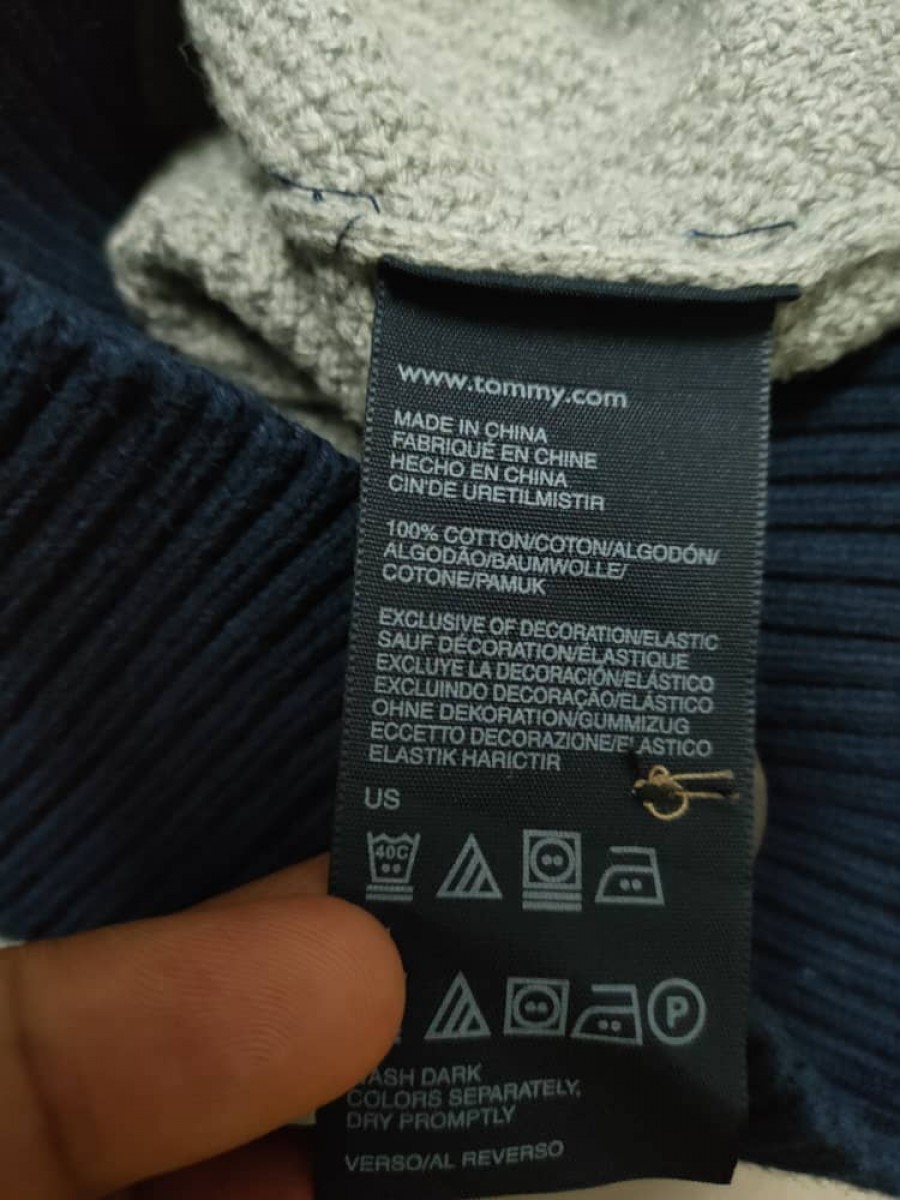 www.tommy.com
MADE IN CHINA
FABRIQUÉ EN CHINE
HECHO EN CHINA
CIN'DE URETILMISTIR
100% COTTON/COTON/ALGODÓN/
ALGODÃO/BAUMWOLLE/
COTONE/PAMUK
EXCLUSIVE OF DECORATION/ELASTIC
SAUF DÉCORATION/ÉLASTIQUE
EXCLUYE LA DECORACIÓN/ELÁSTICO
EXCLUINDO DECORAÇÃO/ELÁSTICO
OHNE DEKORATION/GUMMIZUG
ECCETTO DECORAZIONE/ELASTICO
ELASTIK HARICTIR
US
40C
P
WASH DARK
COLORS SEPARATELY,
DRY PROMPTLY
VERSO/AL REVERSO